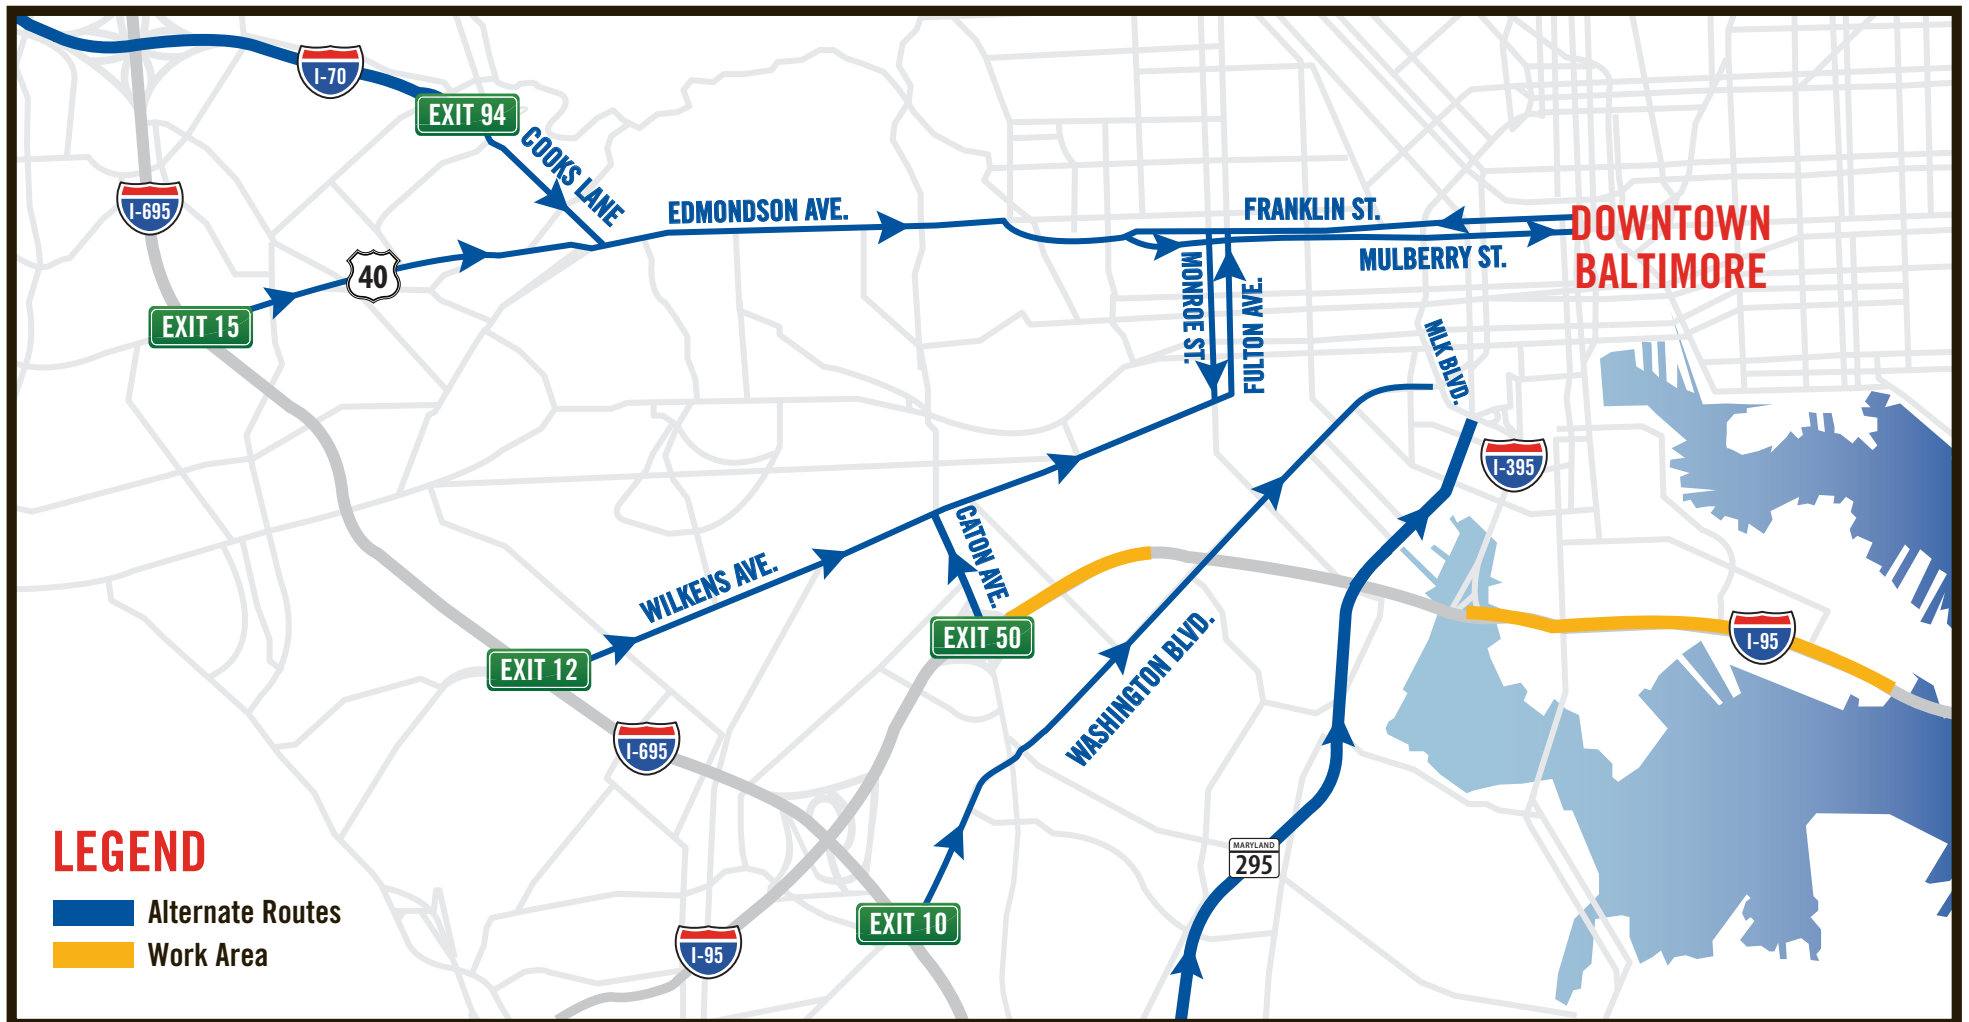 I-70
EXIT 94
COOKS LANE
I-695
EDMONDSON AVE.
FRANKLIN ST.
DOWNTOWN
BALTIMORE
MULBERRY ST.
40
EXIT 15
MONROE ST.
FULTON AVE.
MLK BLVD.
I-395
CATON AVE.
WILKENS AVE.
EXIT 50
I-95
EXIT 12
WASHINGTON BLVD.
I-695
MARYLAND
295
LEGEND
Alternate Routes
Work Area
EXIT 10
I-95